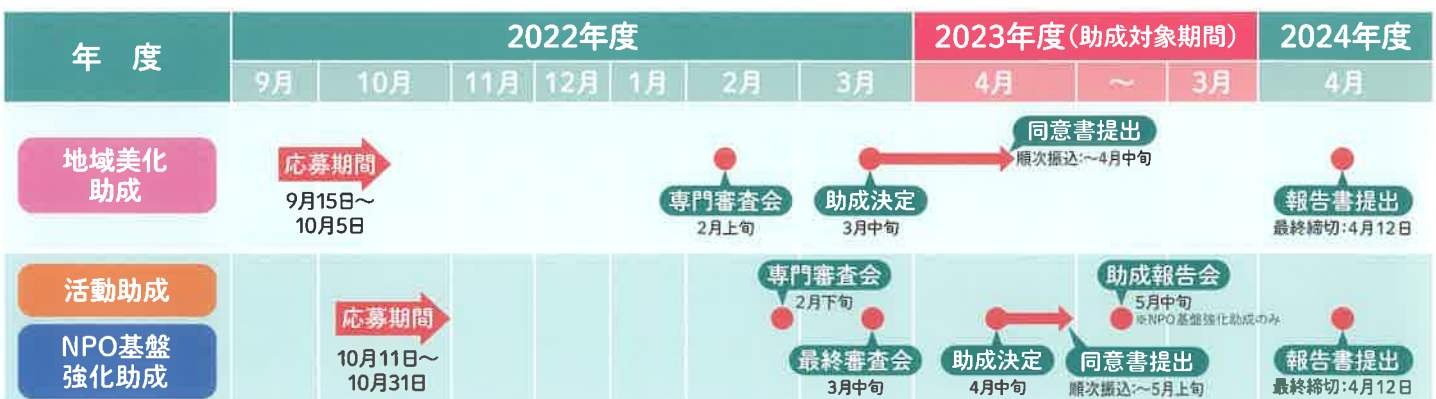 年 度
2022年度
2023年度(助成対象期間)
2024年度
9月
10月
11月
12月
1月
2月
3月
4月
～
3月
4月
地域美化
助成
応募期間
9月15日～
10月5日
専門審査会
2月上旬
助成決定
3月中旬
同意書提出
順次振込:～4月中旬
報告書提出
最終締切:4月12日
活動助成
NPO基盤
強化助成
応募期間
10月11日～
10月31日
専門審査会
2月下旬
最終審査会
3月中旬
助成決定
4月中旬
同意書提出
順次振込:～5月上旬
助成報告会
5月中旬
※NPO基盤強化助成のみ
報告書提出
最終締切:4月12日